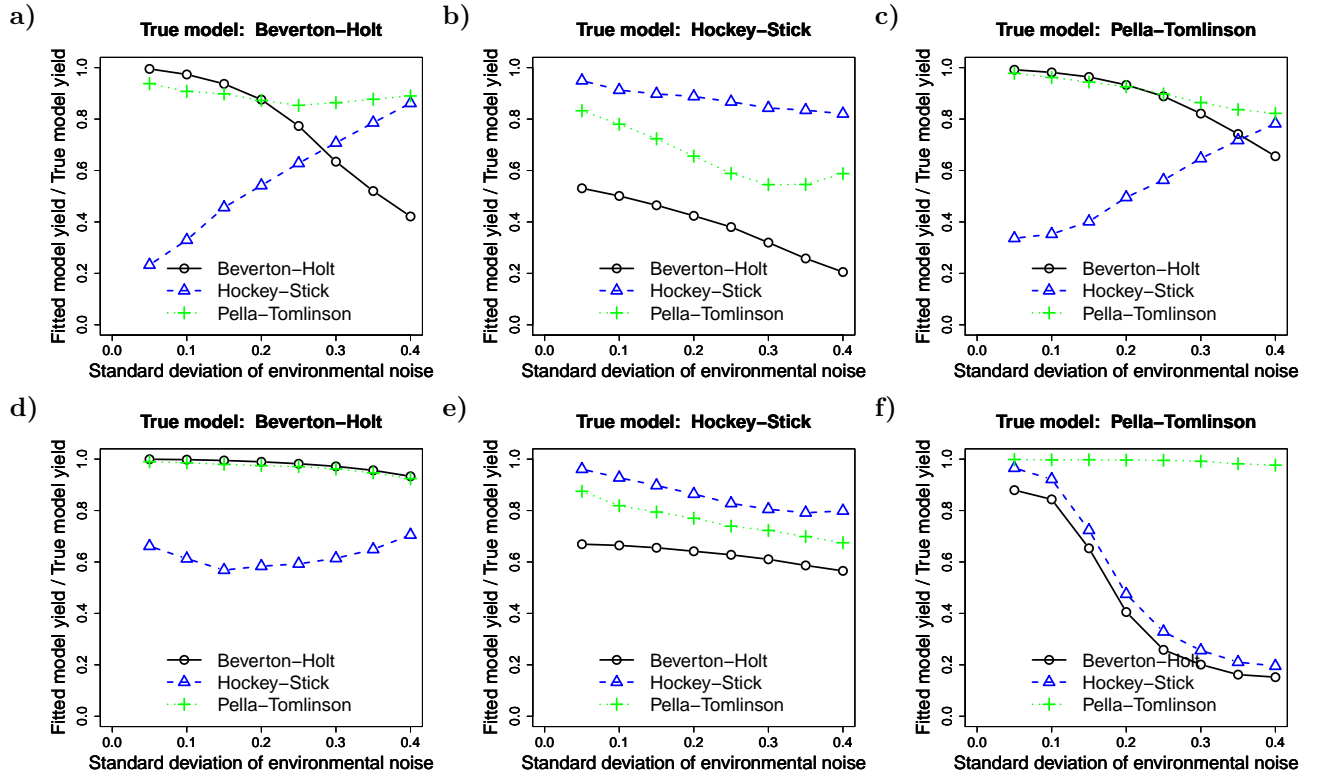 a)
True model: Beverton–Holt
Fitted model yield / True model yield
1.0
0.8
0.6
0.4
0.2
0.0
Beverton–Holt
Hockey–Stick
Pella–Tomlinson
0.0 0.1 0.2 0.3 0.4
Standard deviation of environmental noise
b)
True model: Hockey–Stick
Fitted model yield / True model yield
1.0
0.8
0.6
0.4
0.2
0.0
Beverton–Holt
Hockey–Stick
Pella–Tomlinson
0.0 0.1 0.2 0.3 0.4
Standard deviation of environmental noise
c)
True model: Pella–Tomlinson
Fitted model yield / True model yield
1.0
0.8
0.6
0.4
0.2
0.0
Beverton–Holt
Hockey–Stick
Pella–Tomlinson
0.0 0.1 0.2 0.3 0.4
Standard deviation of environmental noise
d)
True model: Beverton–Holt
Fitted model yield / True model yield
1.0
0.8
0.6
0.4
0.2
0.0
Beverton–Holt
Hockey–Stick
Pella–Tomlinson
0.0 0.1 0.2 0.3 0.4
Standard deviation of environmental noise
e)
True model: Hockey–Stick
Fitted model yield / True model yield
1.0
0.8
0.6
0.4
0.2
0.0
Beverton–Holt
Hockey–Stick
Pella–Tomlinson
0.0 0.1 0.2 0.3 0.4
Standard deviation of environmental noise
f)
True model: Pella–Tomlinson
Fitted model yield / True model yield
1.0
0.8
0.6
0.4
0.2
0.0
Beverton–Holt
Hockey–Stick
Pella–Tomlinson
0.0 0.1 0.2 0.3 0.4
Standard deviation of environmental noise